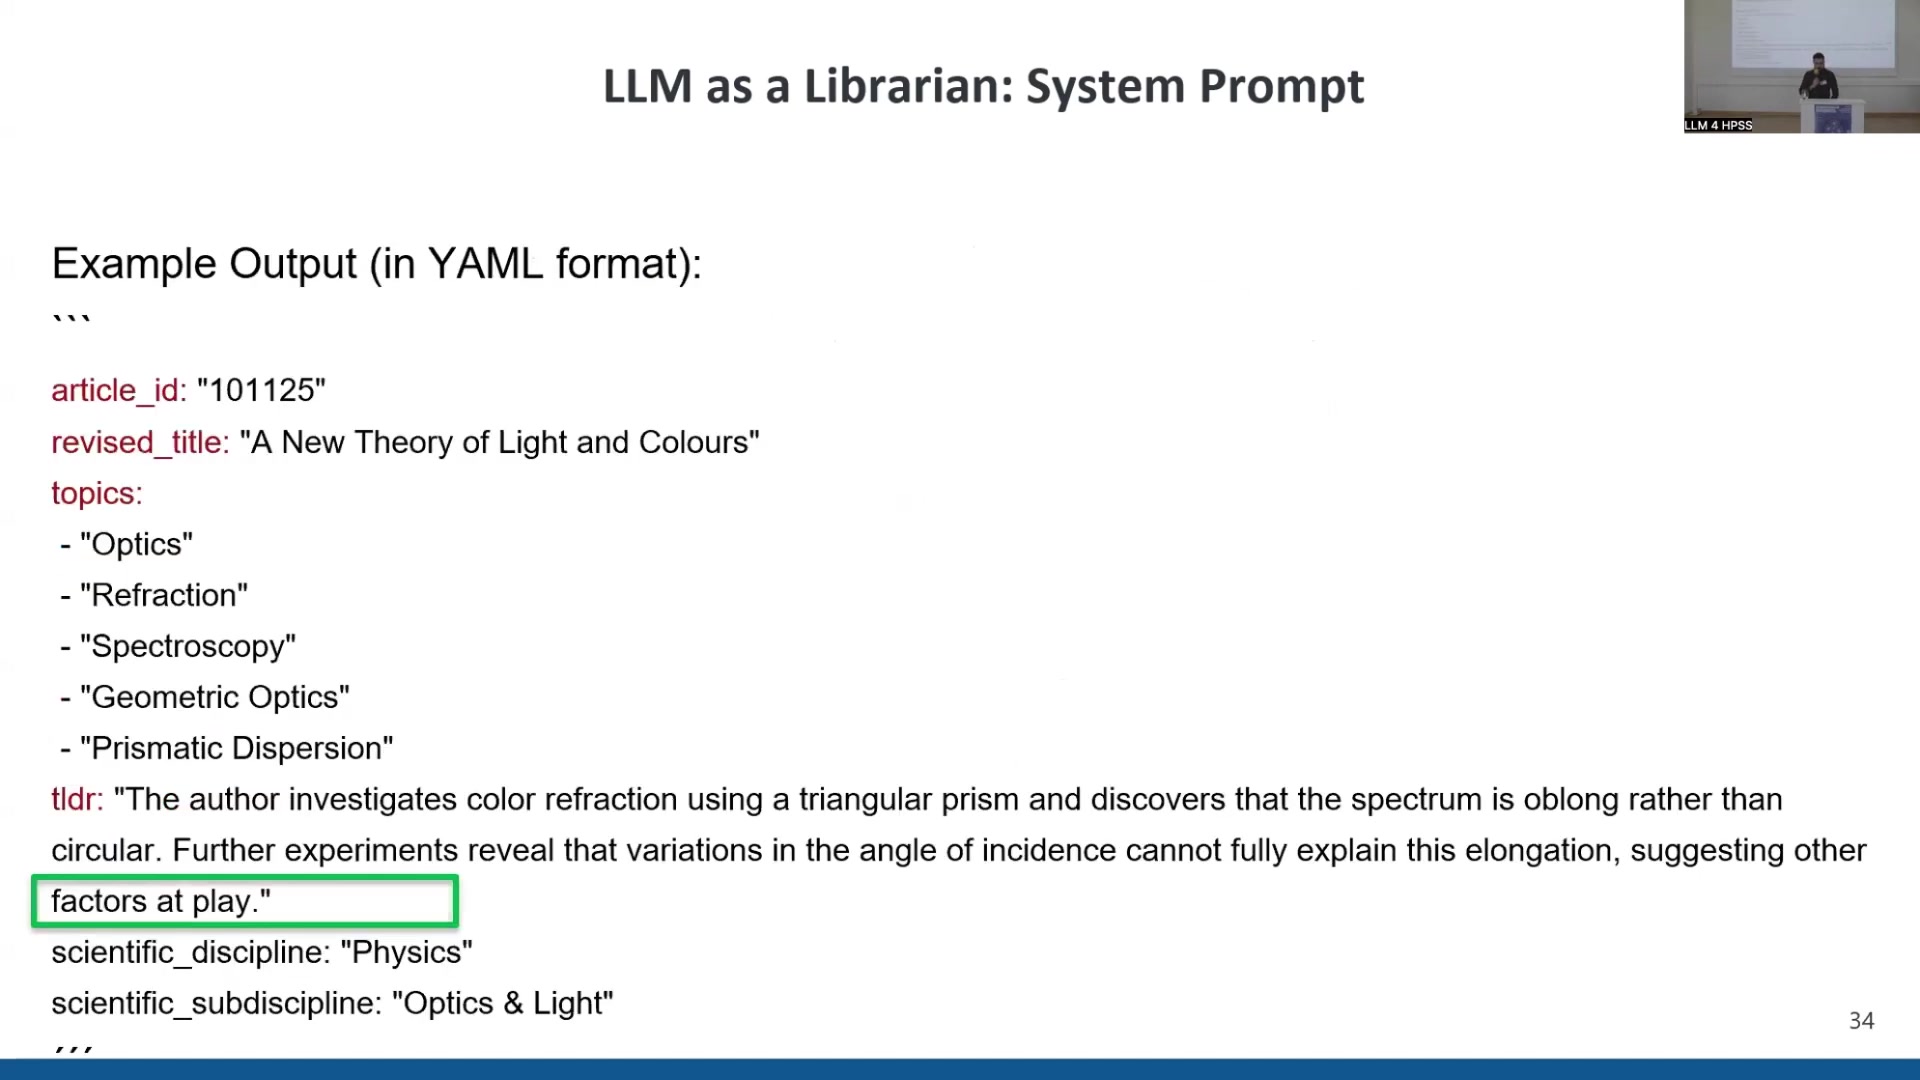 LLM as a Librarian: System Prompt
LLM 4 HPSS
Example Output (in YAML format):
```
article_id: "101125"
revised_title: "A New Theory of Light and Colours"
topics:
- "Optics"
- "Refraction"
- "Spectroscopy"
- "Geometric Optics"
- "Prismatic Dispersion"
tldr: "The author investigates color refraction using a triangular prism and discovers that the spectrum is oblong rather than
circular. Further experiments reveal that variations in the angle of incidence cannot fully explain this elongation, suggesting other
factors at play."
scientific_discipline: "Physics"
scientific_subdiscipline: "Optics & Light"
´´´
34